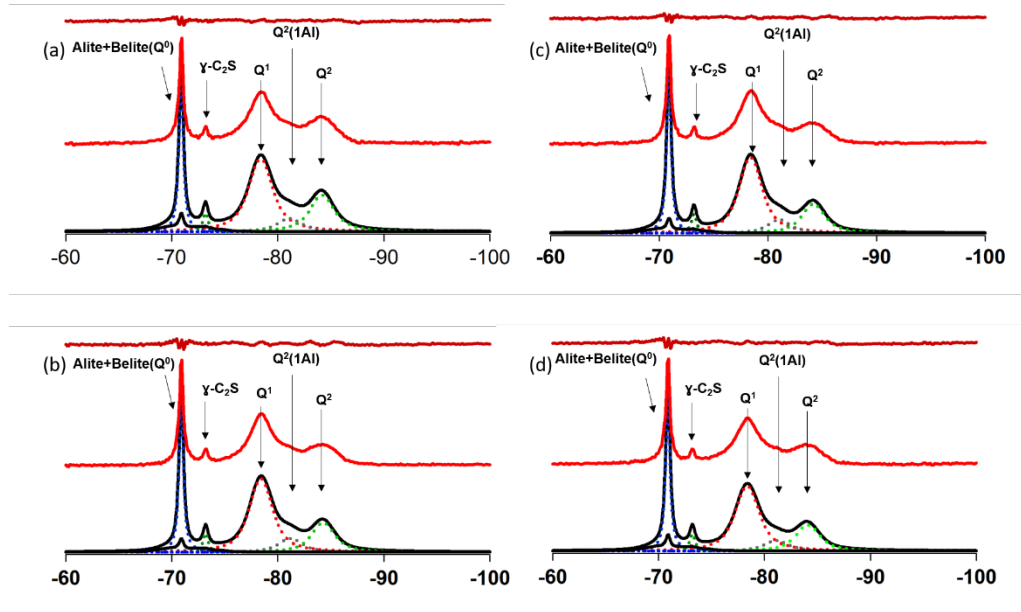 (a)
Alite+Belite(Q⁰)
ɣ-C₂S
Q¹
Q²(1Al)
Q²
-60 -70 -80 -90 -100
(c)
Alite+Belite(Q⁰)
ɣ-C₂S
Q¹
Q²(1Al)
Q²
-60 -70 -80 -90 -100
(b)
Alite+Belite(Q⁰)
ɣ-C₂S
Q¹
Q²(1Al)
Q²
-60 -70 -80 -90 -100
(d)
Alite+Belite(Q⁰)
ɣ-C₂S
Q¹
Q²(1Al)
Q²
-60 -70 -80 -90 -100